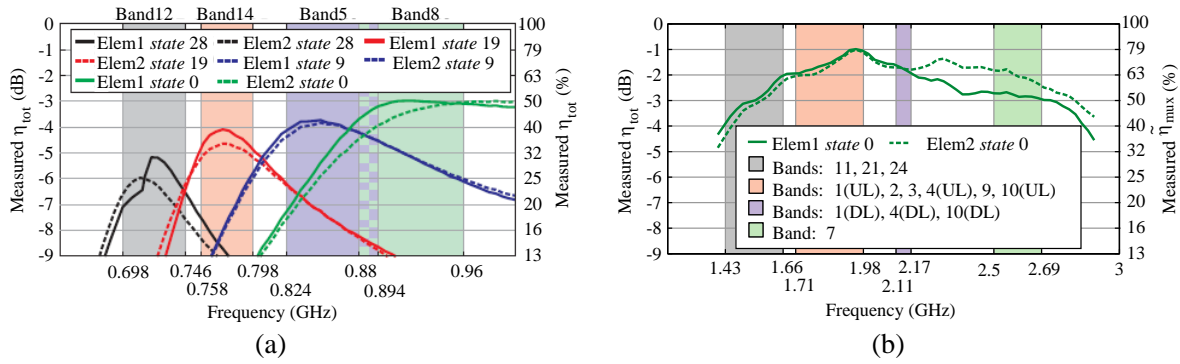 Band12 Band14 Band5 Band8
0
-1
-2
-3
-4
-5
-6
-7
-8
-9
Measured ηtot (dB)
Elem1 state 28
Elem2 state 28
Elem1 state 19
Elem2 state 19
Elem1 state 9
Elem2 state 9
Elem1 state 0
Elem2 state 0
100
79
63
50
40
32
25
20
16
13
Measured ηtot (%)
0.698 0.746 0.798 0.88 0.96
0.758 0.824 0.894
Frequency (GHz)
(a)
0
-1
-2
-3
-4
-5
-6
-7
-8
-9
Measured ηtot (dB)
Elem1 state 0
Elem2 state 0
Bands: 11, 21, 24
Bands: 1(UL), 2, 3, 4(UL), 9, 10(UL)
Bands: 1(DL), 4(DL), 10(DL)
Band: 7
100
79
63
50
40
32
25
20
16
13
Measured η̃mux (%)
1.43 1.66 1.98 2.17 2.5 2.69 3
1.71 2.11
Frequency (GHz)
(b)